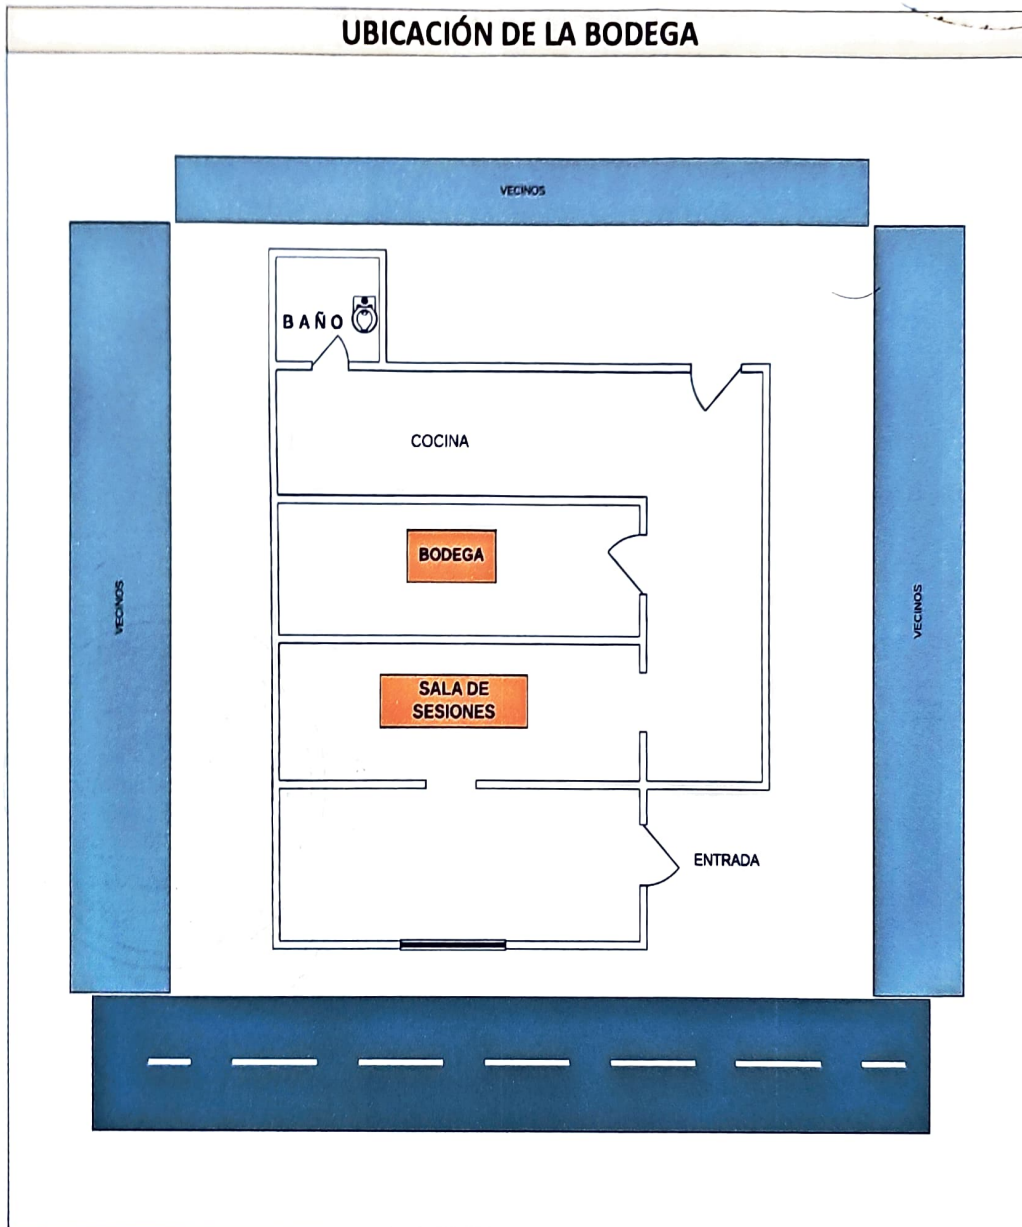 UBICACIÓN DE LA BODEGA
VECINOS
BAÑO
COCINA
BODEGA
VECINOS
VECINOS
SALA DE
SESIONES
ENTRADA